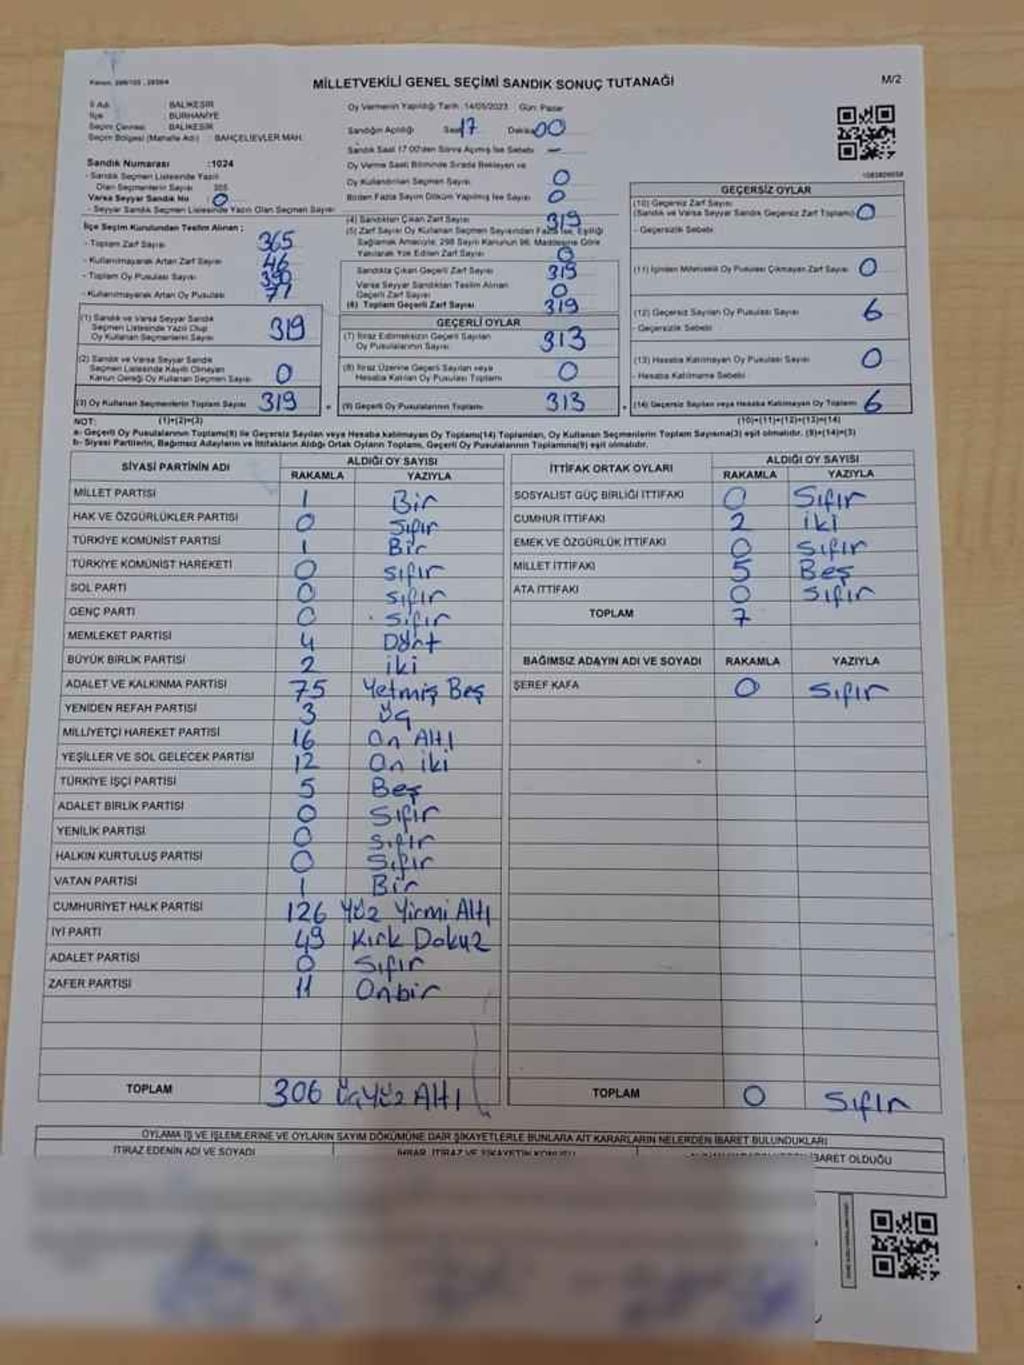 MİLLETVEKİLİ GENEL SEÇİMİ SANDIK SONUÇ TUTANAĞI
M/2
İl Adı : BALIKESİR
İlçe : BURHANİYE
Seçim Çevresi : BALIKESİR
Seçim Bölgesi (Mahalle Adı) : BAHÇELİEVLER MAH.
Sandık Numarası :1024
- Sandık Seçmen Listesinde Yazılı
Olan Seçmenlerin Sayısı
Varsa Seyyar Sandık No : 0
- Seyyar Sandık Seçmen Listesinde Yazılı Olan Seçmen Sayısı
İlçe Seçim Kurulundan Teslim Alınan :
- Toplam Zarf Sayısı 365
- Kullanılmayarak Artan Zarf Sayısı 46
- Toplam Oy Pusulası Sayısı 390
- Kullanılmayarak Artan Oy Pusulası 71
(1) Sandık ve Varsa Seyyar Sandık
Seçmen Listesinde Yazılı Olup
Oy Kullanan Seçmenlerin Sayısı 319
(2) Sandık ve Varsa Seyyar Sandık
Seçmen Listesinde Kayıtlı Olmayan
Kanun Gereği Oy Kullanan Seçmen Sayısı 0
(3) Oy Kullanan Seçmenlerin Toplam Sayısı 319
Oy Vermenin Yapıldığı Tarih :14/05/2023 Gün: Pazar
Sandığın Açıldığı Saat 17 Dakika 00
Sandık Saat 17:00'den Sonra Açılmış İse Sebebi -
Oy Verme Saati Bitiminde Sırada Bekleyen ve
Oy Kullandırılan Seçmen Sayısı 0
Birden Fazla Sayım Döküm Yapılmış İse Sayısı 0
(4) Sandıktan Çıkan Zarf Sayısı 319
(5) Zarf Sayısı Oy Kullanan Seçmen Sayısından Fazla İse, Eşitliği
Sağlamak Amacıyla, 298 Sayılı Kanunun 98. Maddesine Göre
Yakılarak Yok Edilen Zarf Sayısı 0
Sandıkta Çıkan Geçerli Zarf Sayısı 319
Varsa Seyyar Sandıktan Teslim Alınan
Geçerli Zarf Sayısı 0
(6) Toplam Geçerli Zarf Sayısı 319
GEÇERLİ OYLAR
(7) İtiraz Edilmeksizin Geçerli Sayılan
Oy Pusulalarının Sayısı 313
(8) İtiraz Üzerine Geçerli Sayılan veya
Hesaba Katılan Oy Pusulası Toplamı 0
(9) Geçerli Oy Pusulalarının Toplamı 313
GEÇERSİZ OYLAR
(10) Geçersiz Zarf Sayısı
(Sandık ve Varsa Seyyar Sandık Geçersiz Zarf Toplamı) 0
- Geçersizlik Sebebi
(11) İçinden Milletvekili Oy Pusulası Çıkmayan Zarf Sayısı 0
(12) Geçersiz Sayılan Oy Pusulası Sayısı 6
- Geçersizlik Sebebi
(13) Hesaba Katılmayan Oy Pusulası Sayısı 0
- Hesaba Katılmama Sebebi
(14) Geçersiz Sayılan veya Hesaba Katılmayan Oy Toplamı 6
NOT: (1)+(2)=(3) (10)+(11)+(12)+(13)=(14)
a- Geçerli Oy Pusulalarının Toplamı(9) ile Geçersiz Sayılan veya Hesaba katılmayan Oy Toplamı(14) Toplamları, Oy Kullanan Seçmenlerin Toplam Sayısına(3) eşit olmalıdır. (9)+(14)=(3)
b- Siyasi Partilerin, Bağımsız Adayların ve İttifakların Aldığı Ortak Oyların Toplamı, Geçerli Oy Pusulalarının Toplamına(9) eşit olmalıdır.
SİYASİ PARTİNİN ADI ALDIĞI OY SAYISI
RAKAMLA YAZIYLA
MİLLET PARTİSİ 1 Bir
HAK VE ÖZGÜRLÜKLER PARTİSİ 0 Sıfır
TÜRKİYE KOMÜNİST PARTİSİ 1 Bir
TÜRKİYE KOMÜNİST HAREKETİ 0 sıfır
SOL PARTİ 0 sıfır
GENÇ PARTİ 0 sıfır
MEMLEKET PARTİSİ 4 Dört
BÜYÜK BİRLİK PARTİSİ 2 iki
ADALET VE KALKINMA PARTİSİ 75 Yetmiş Beş
YENİDEN REFAH PARTİSİ 3 üç
MİLLİYETÇİ HAREKET PARTİSİ 16 On Altı
YEŞİLLER VE SOL GELECEK PARTİSİ 12 On iki
TÜRKİYE İŞÇİ PARTİSİ 5 Beş
ADALET BİRLİK PARTİSİ 0 Sıfır
YENİLİK PARTİSİ 0 Sıfır
HALKIN KURTULUŞ PARTİSİ 0 Sıfır
VATAN PARTİSİ 1 Bir
CUMHURİYET HALK PARTİSİ 126 Yüz Yirmi Altı
İYİ PARTİ 49 Kırk Dokuz
ADALET PARTİSİ 0 Sıfır
ZAFER PARTİSİ 11 Onbir
TOPLAM 306 Üçyüz Altı
İTTİFAK ORTAK OYLARI ALDIĞI OY SAYISI
RAKAMLA YAZIYLA
SOSYALİST GÜÇ BİRLİĞİ İTTİFAKI 0 Sıfır
CUMHUR İTTİFAKI 2 iki
EMEK VE ÖZGÜRLÜK İTTİFAKI 0 Sıfır
MİLLET İTTİFAKI 5 Beş
ATA İTTİFAKI 0 Sıfır
TOPLAM 7
BAĞIMSIZ ADAYIN ADI VE SOYADI RAKAMLA YAZIYLA
ŞEREF KAFA 0 Sıfır
TOPLAM 0 Sıfır
OYLAMA İŞ VE İŞLEMLERİNE VE OYLARIN SAYIM DÖKÜMÜNE DAİR ŞİKAYETLERLE BUNLARA AİT KARARLARIN NELERDEN İBARET BULUNDUKLARI
İTİRAZ EDENİN ADI VE SOYADI
İHBAR, İTİRAZ VE ŞİKAYETİN KONUSU
İBARET OLDUĞU